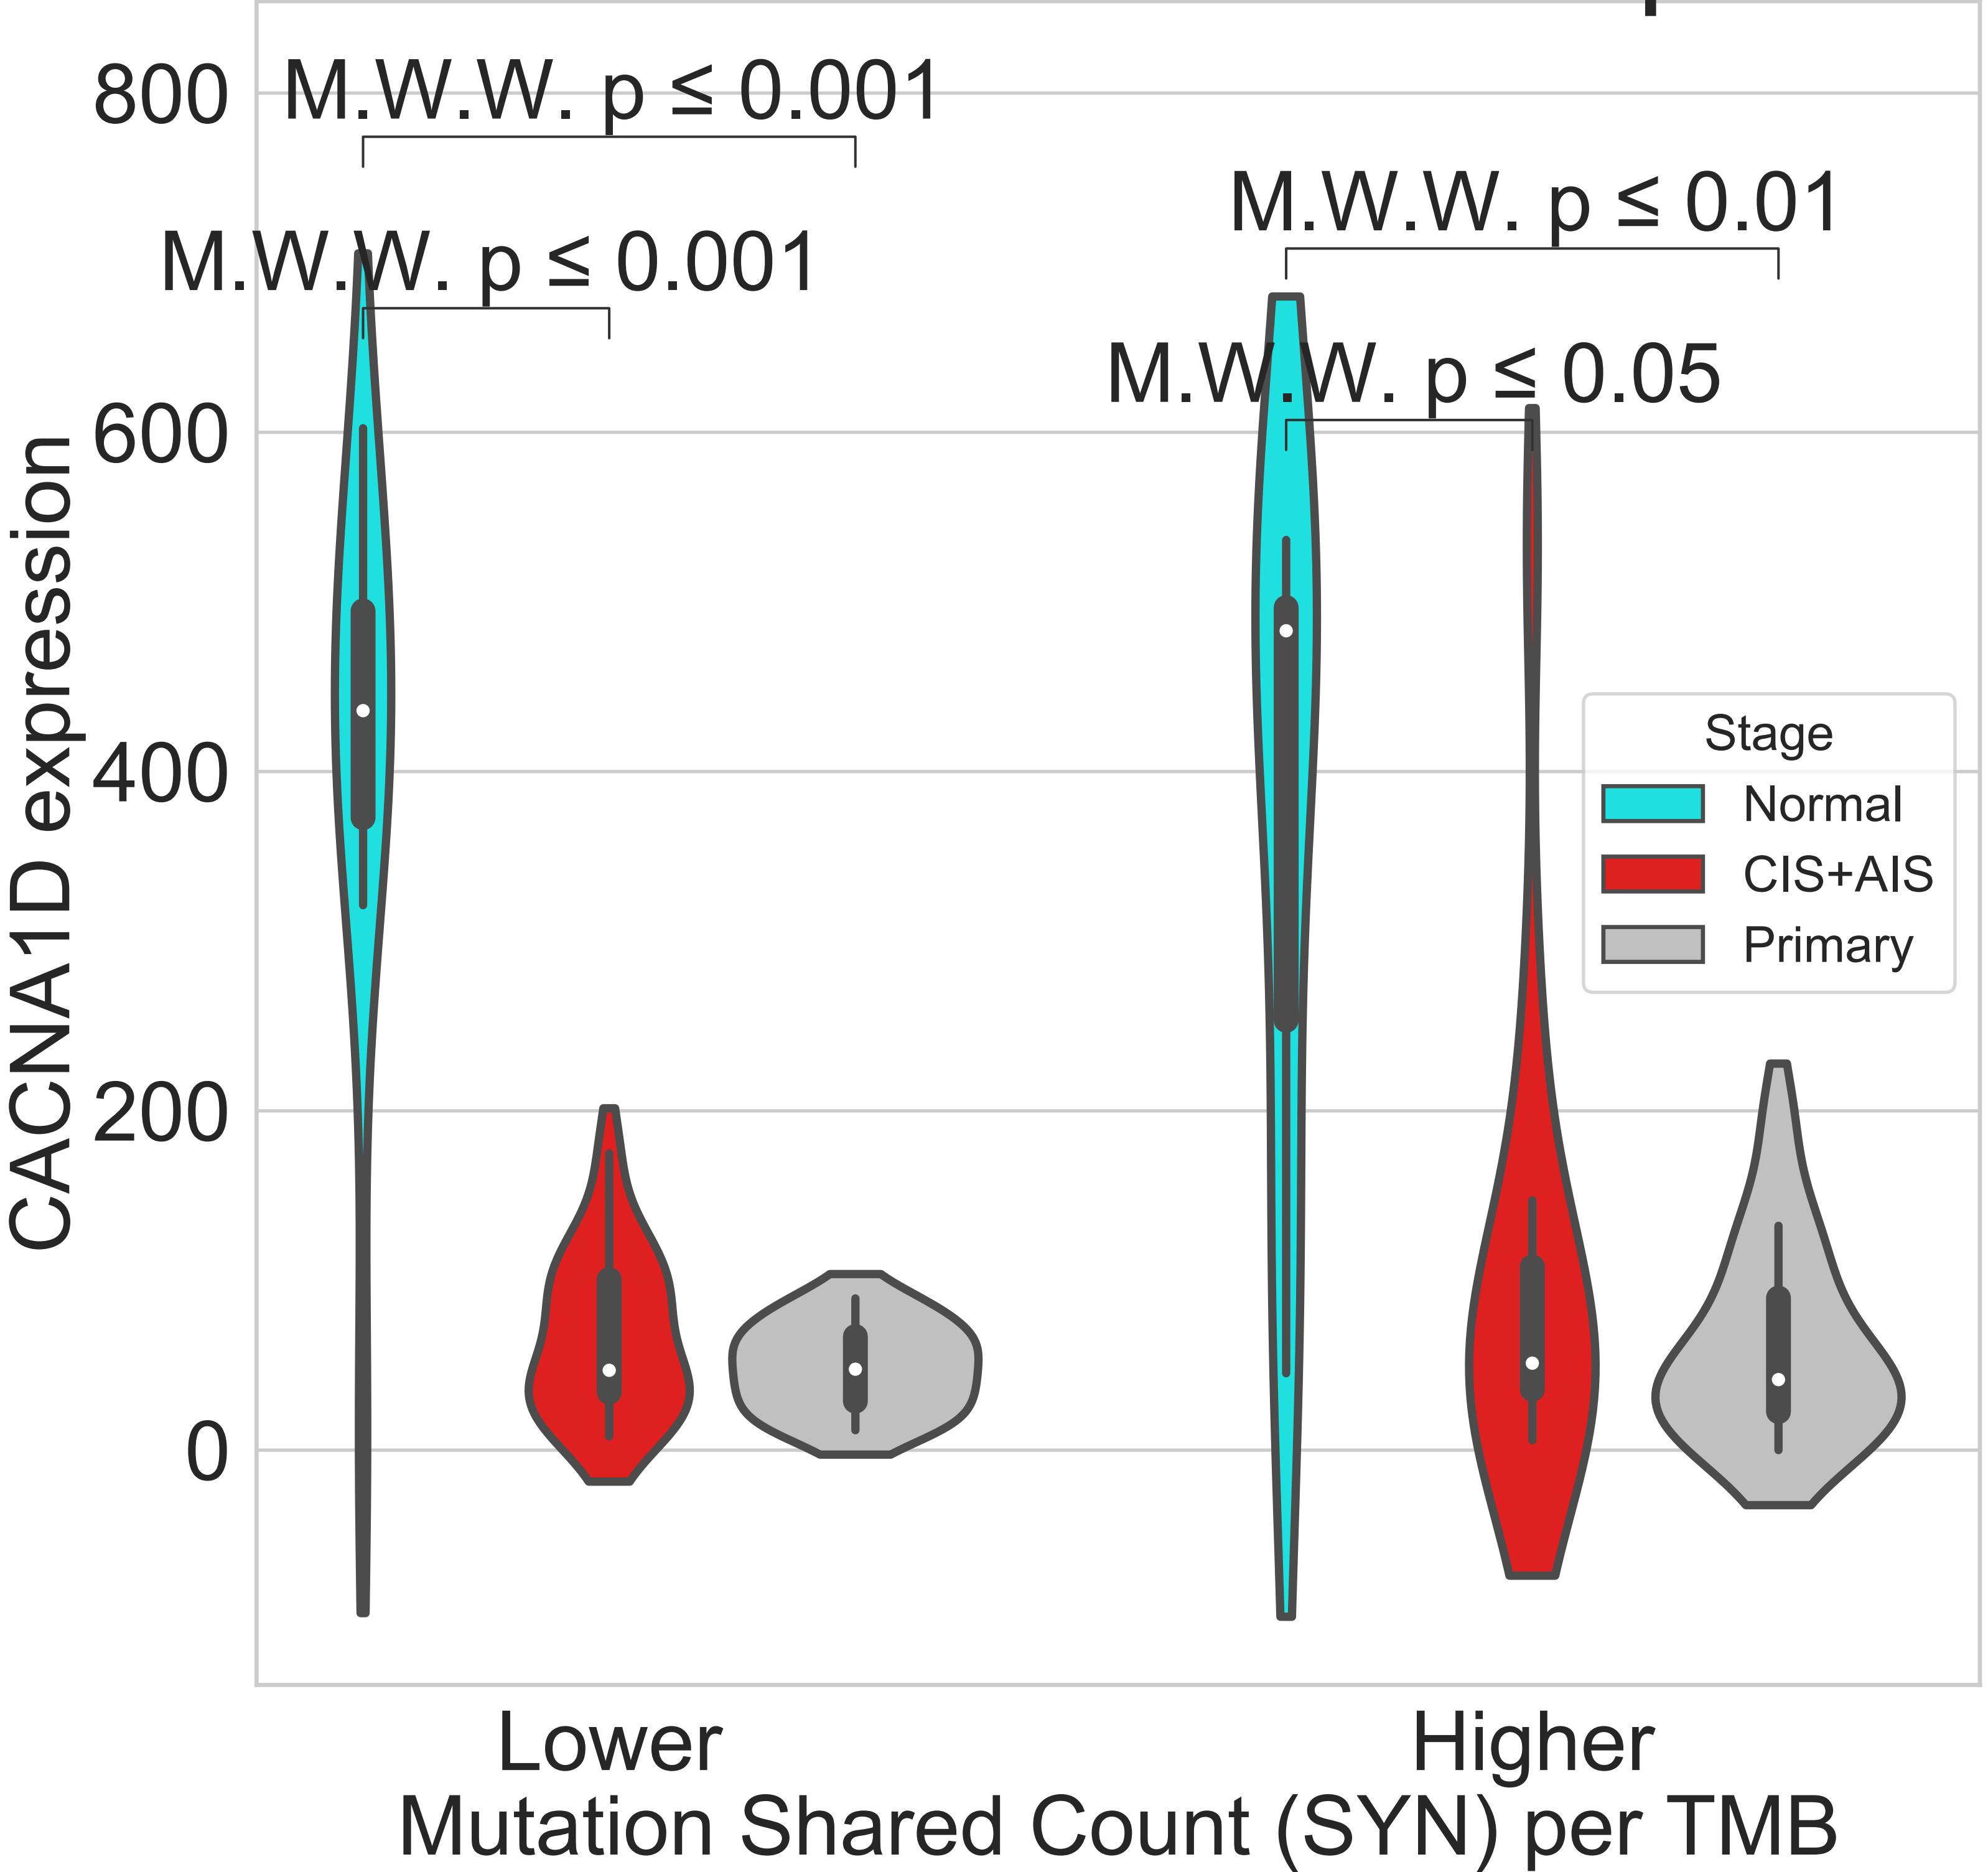 800
M.W.W. p ≤ 0.001
M.W.W. p ≤ 0.01
M.W.W. p ≤ 0.001
M.W.W. p ≤ 0.05
600
400
200
0
CACNA1D expression
Stage
Normal
CIS+AIS
Primary
Lower
Higher
Mutation Shared Count (SYN) per TMB